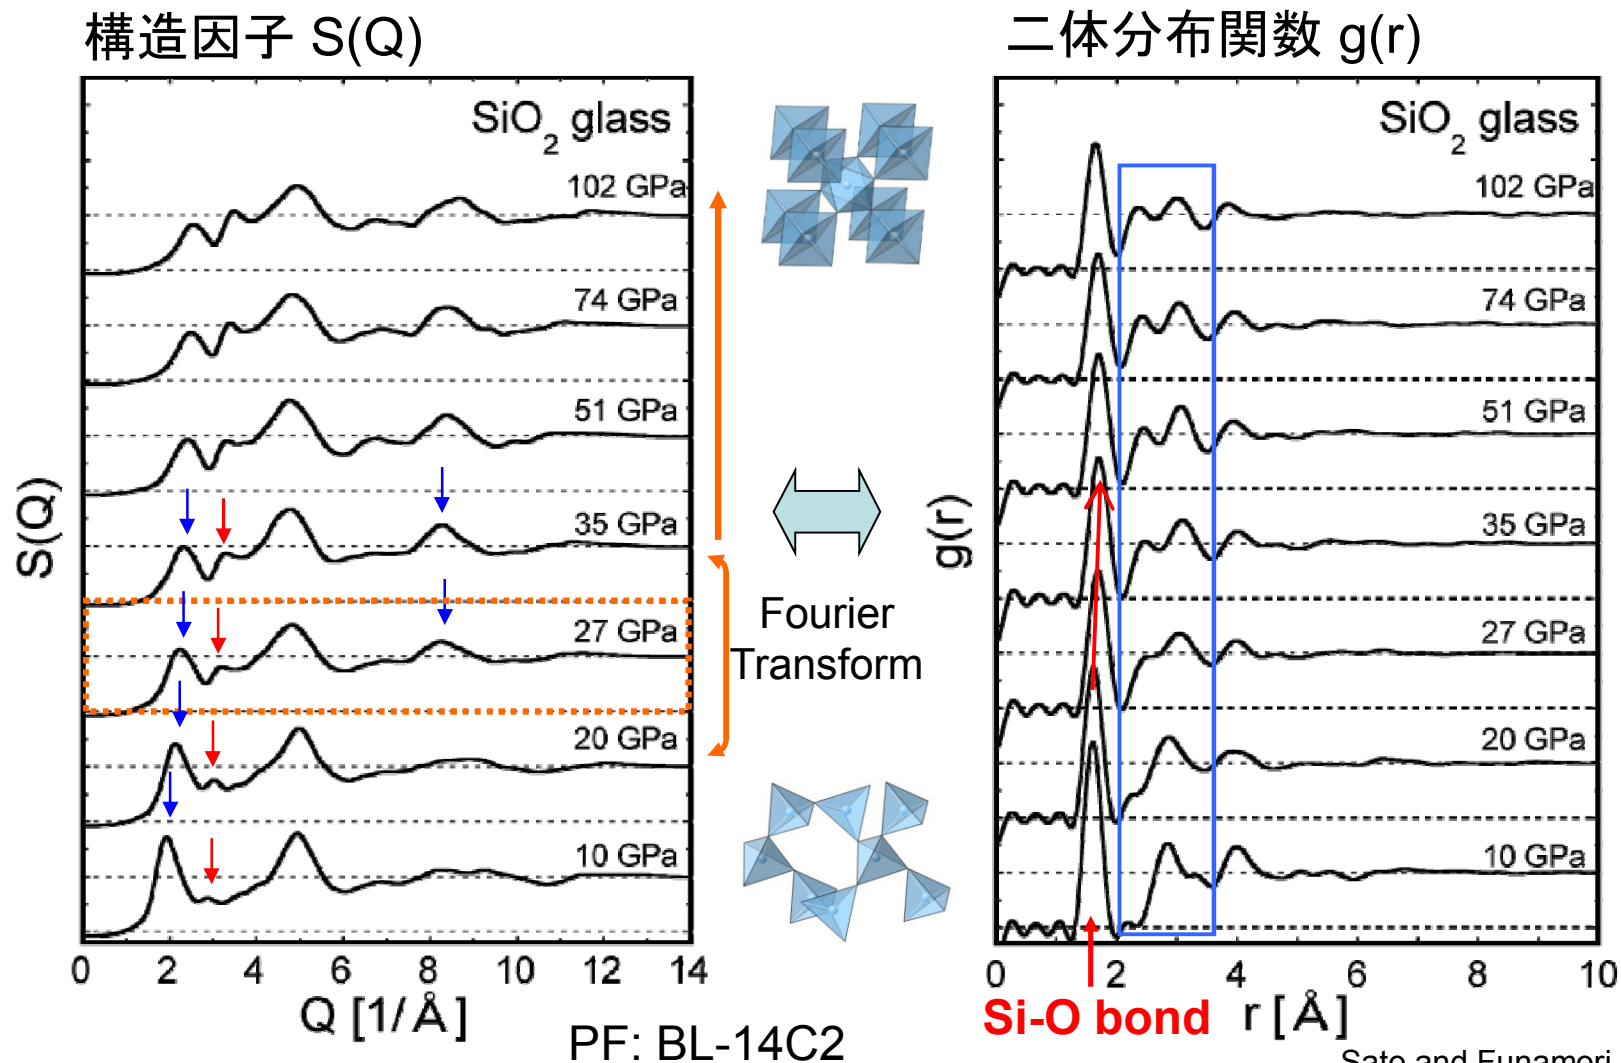 構造因子 S(Q)
SiO2 glass
102 GPa
74 GPa
51 GPa
35 GPa
27 GPa
20 GPa
10 GPa
S(Q)
0 2 4 6 8 10 12 14
Q [1/Å]
Fourier
Transform
PF: BL-14C2
二体分布関数 g(r)
SiO2 glass
102 GPa
74 GPa
51 GPa
35 GPa
27 GPa
20 GPa
10 GPa
g(r)
0 2 4 6 8 10
Si-O bond
r [Å]
Sato and Funamori